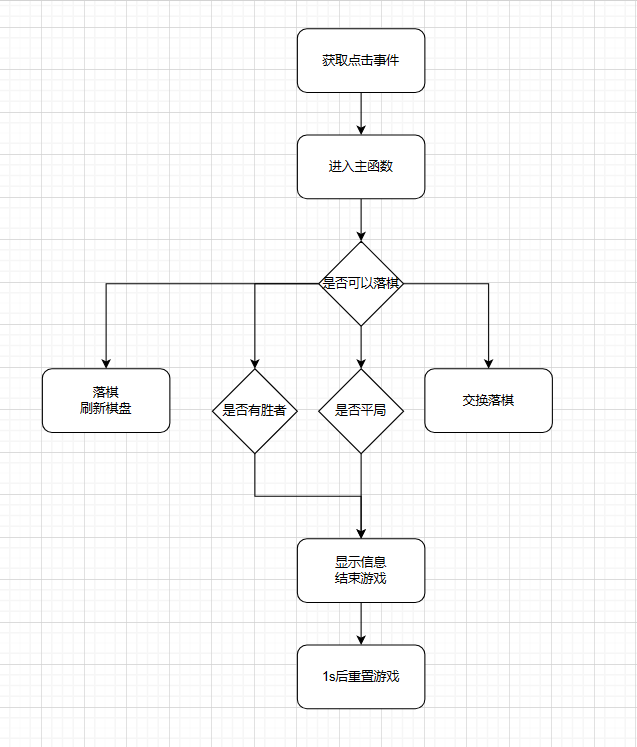 获取点击事件
进入主函数
是否可以落棋
落棋
刷新棋盘
是否有胜者
是否平局
交换落棋
显示信息
结束游戏
1s后重置游戏